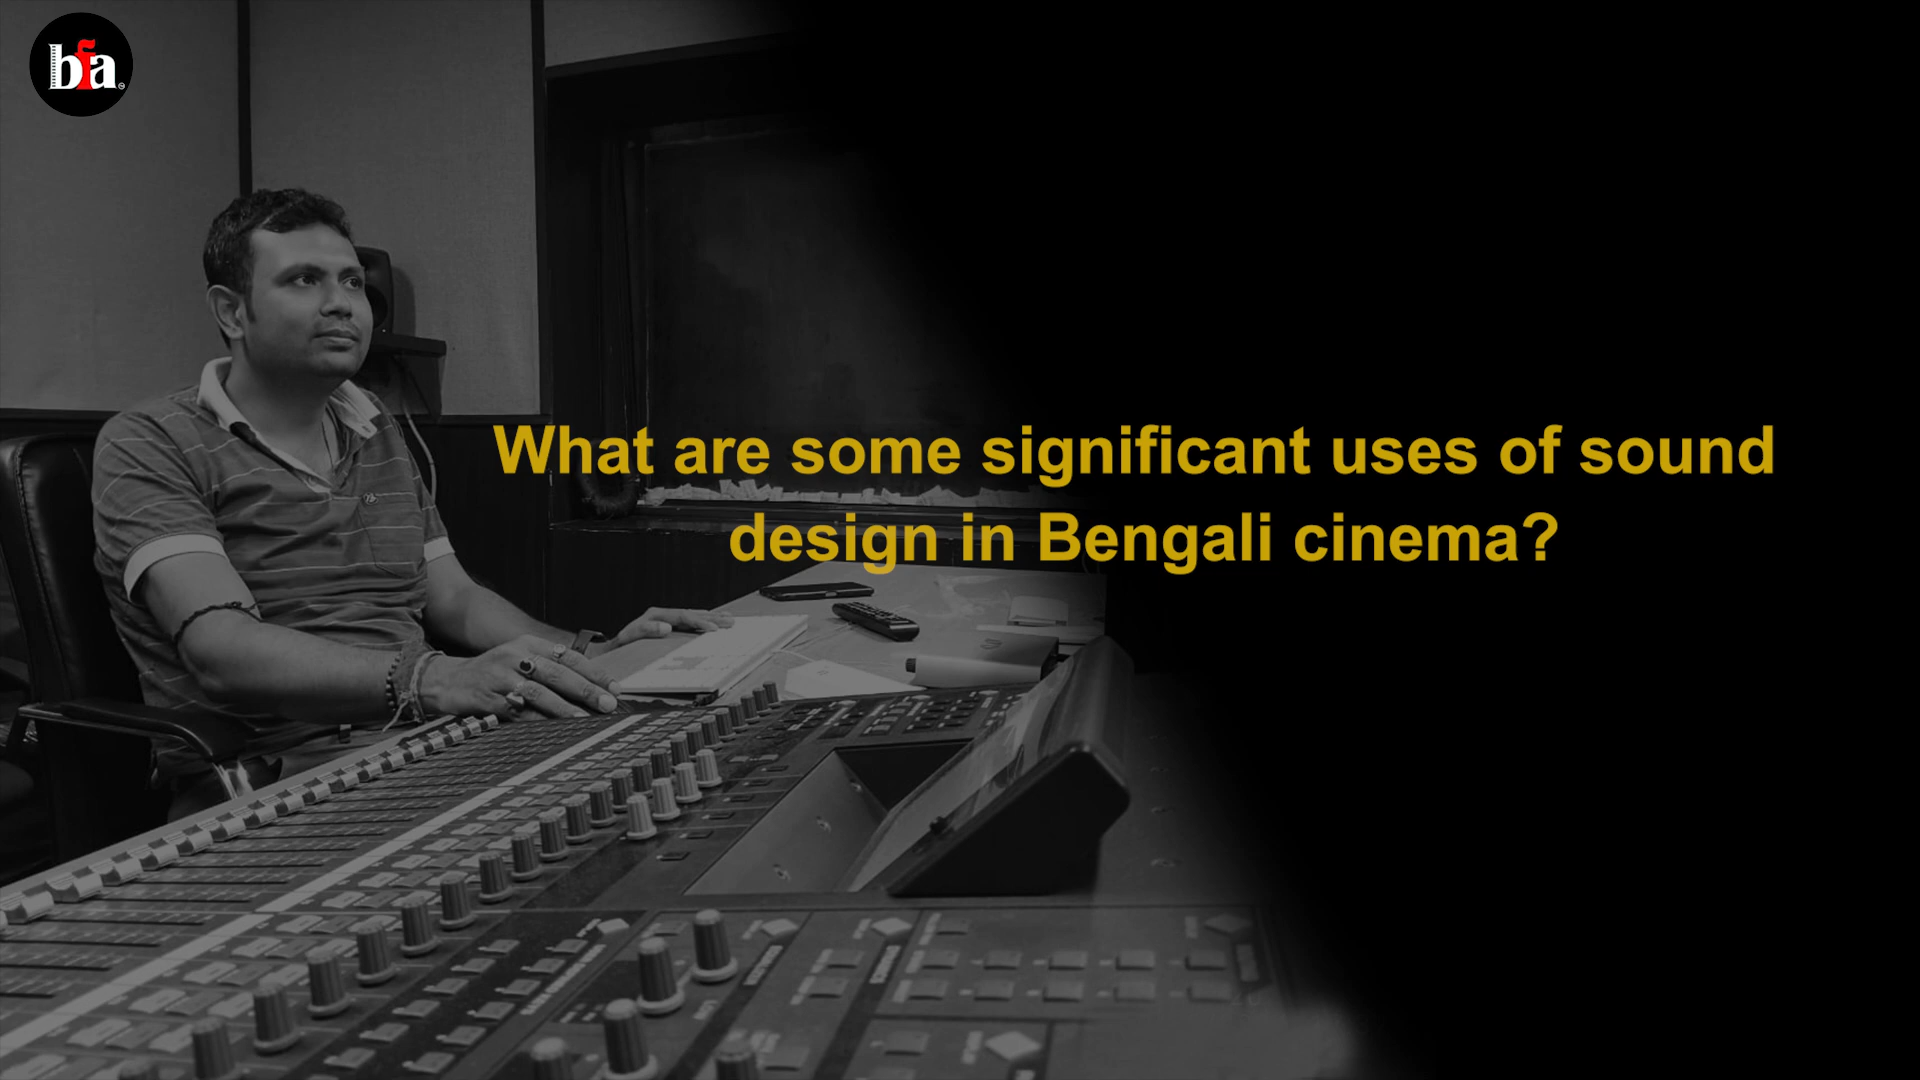 bfa
What are some significant uses of sound
design in Bengali cinema?